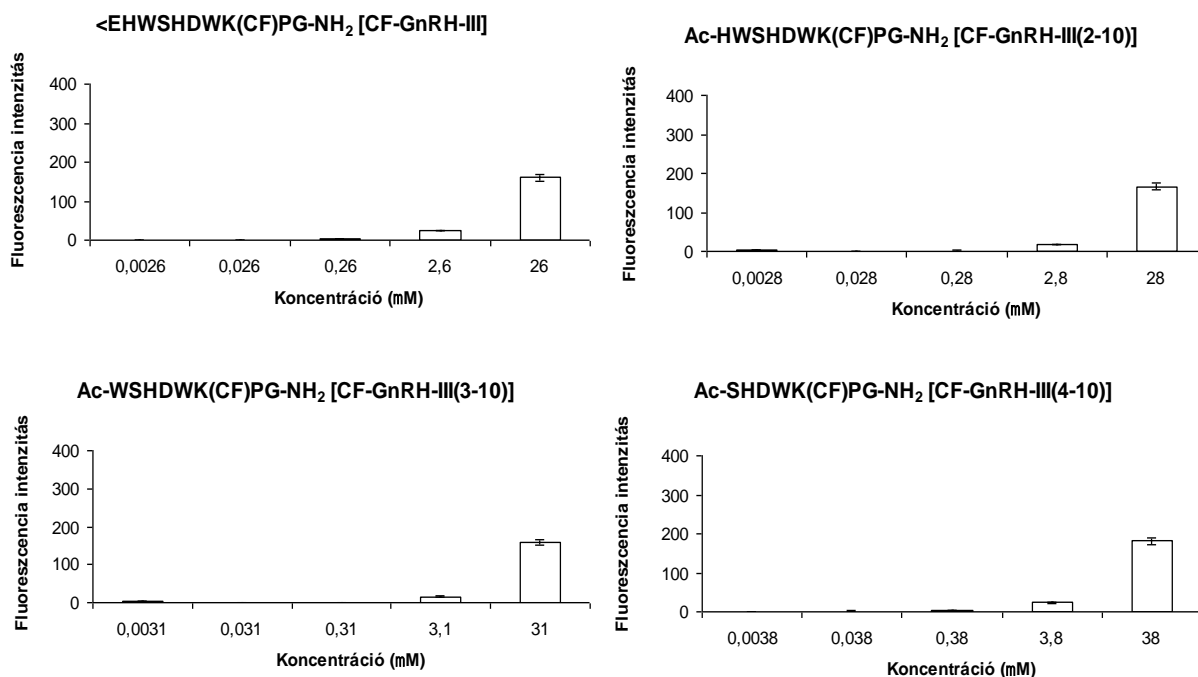 <EHWSHDWK(CF)PG-NH₂ [CF-GnRH-III]
Fluoreszcencia intenzitás
400
300
200
100
0
0,0026 0,026 0,26 2,6 26
Koncentráció (mM)
Ac-HWSHDWK(CF)PG-NH₂ [CF-GnRH-III(2-10)]
Fluoreszcencia intenzitás
400
300
200
100
0
0,0028 0,028 0,28 2,8 28
Koncentráció (mM)
Ac-WSHDWK(CF)PG-NH₂ [CF-GnRH-III(3-10)]
Fluoreszcencia intenzitás
400
300
200
100
0
0,0031 0,031 0,31 3,1 31
Koncentráció (mM)
Ac-SHDWK(CF)PG-NH₂ [CF-GnRH-III(4-10)]
Fluoreszcencia intenzitás
400
300
200
100
0
0,0038 0,038 0,38 3,8 38
Koncentráció (mM)